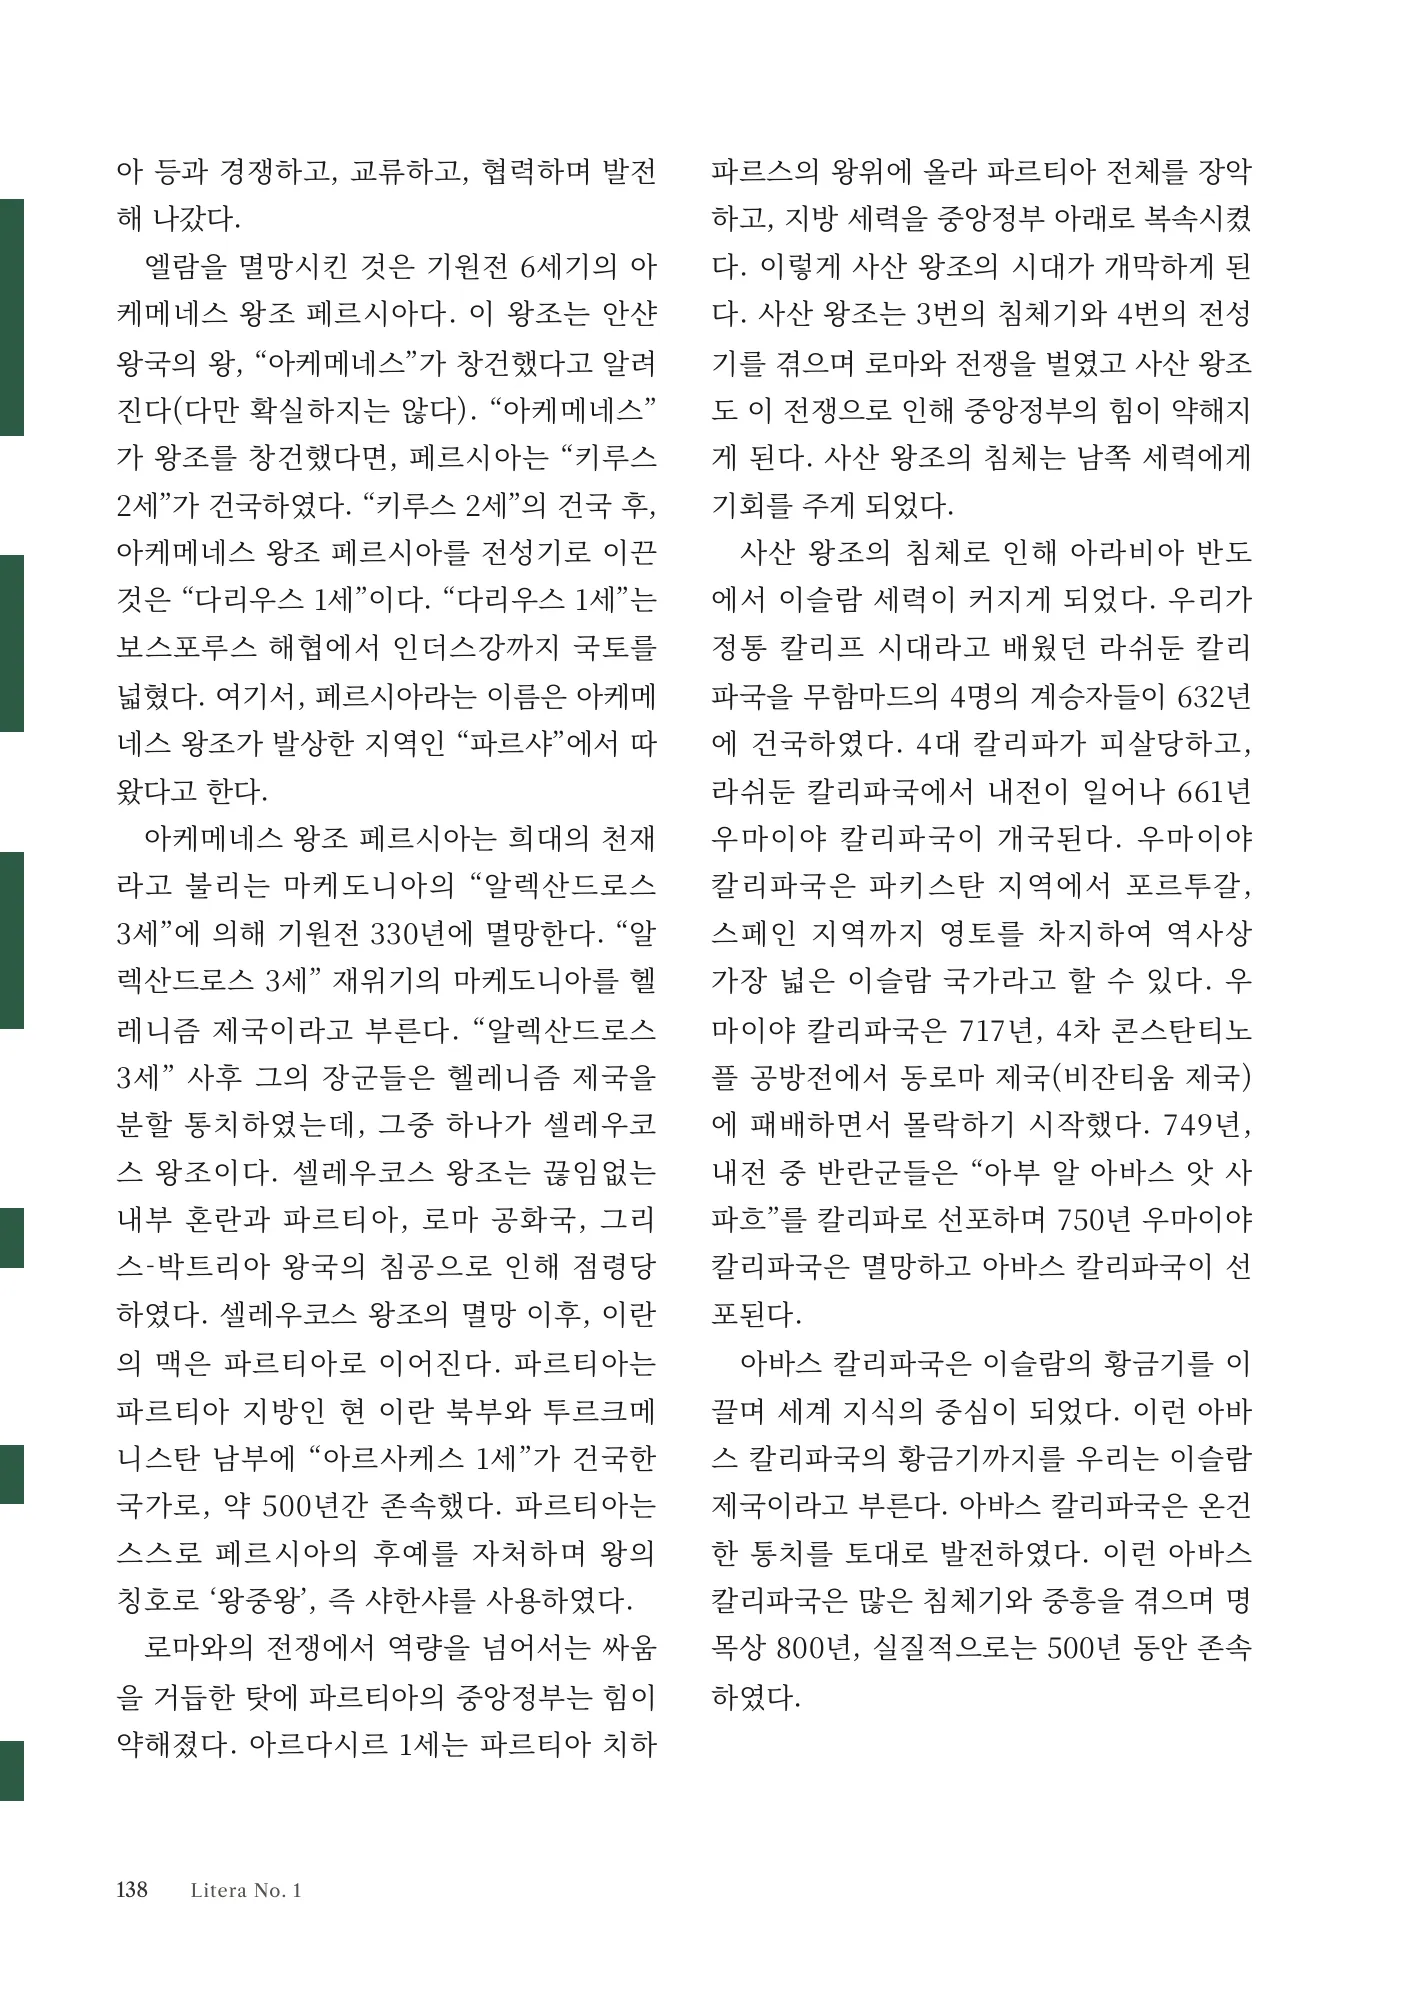 아 등과 경쟁하고, 교류하고, 협력하며 발전
해 나갔다.
엘람을 멸망시킨 것은 기원전 6세기의 아
케메네스 왕조 페르시아다. 이 왕조는 안샨
왕국의 왕, “아케메네스”가 창건했다고 알려
진다(다만 확실하지는 않다). “아케메네스”
가 왕조를 창건했다면, 페르시아는 “키루스
2세”가 건국하였다. “키루스 2세”의 건국 후,
아케메네스 왕조 페르시아를 전성기로 이끈
것은 “다리우스 1세”이다. “다리우스 1세”는
보스포루스 해협에서 인더스강까지 국토를
넓혔다. 여기서, 페르시아라는 이름은 아케메
네스 왕조가 발상한 지역인 “파르샤”에서 따
왔다고 한다.
아케메네스 왕조 페르시아는 희대의 천재
라고 불리는 마케도니아의 “알렉산드로스
3세”에 의해 기원전 330년에 멸망한다. “알
렉산드로스 3세” 재위기의 마케도니아를 헬
레니즘 제국이라고 부른다. “알렉산드로스
3세” 사후 그의 장군들은 헬레니즘 제국을
분할 통치하였는데, 그중 하나가 셀레우코
스 왕조이다. 셀레우코스 왕조는 끊임없는
내부 혼란과 파르티아, 로마 공화국, 그리
스-박트리아 왕국의 침공으로 인해 점령당
하였다. 셀레우코스 왕조의 멸망 이후, 이란
의 맥은 파르티아로 이어진다. 파르티아는
파르티아 지방인 현 이란 북부와 투르크메
니스탄 남부에 “아르사케스 1세”가 건국한
국가로, 약 500년간 존속했다. 파르티아는
스스로 페르시아의 후예를 자처하며 왕의
칭호로 ‘왕중왕’, 즉 샤한샤를 사용하였다.
로마와의 전쟁에서 역량을 넘어서는 싸움
을 거듭한 탓에 파르티아의 중앙정부는 힘이
약해졌다. 아르다시르 1세는 파르티아 치하
파르스의 왕위에 올라 파르티아 전체를 장악
하고, 지방 세력을 중앙정부 아래로 복속시켰
다. 이렇게 사산 왕조의 시대가 개막하게 된
다. 사산 왕조는 3번의 침체기와 4번의 전성
기를 겪으며 로마와 전쟁을 벌였고 사산 왕조
도 이 전쟁으로 인해 중앙정부의 힘이 약해지
게 된다. 사산 왕조의 침체는 남쪽 세력에게
기회를 주게 되었다.
사산 왕조의 침체로 인해 아라비아 반도
에서 이슬람 세력이 커지게 되었다. 우리가
정통 칼리프 시대라고 배웠던 라쉬둔 칼리
파국을 무함마드의 4명의 계승자들이 632년
에 건국하였다. 4대 칼리파가 피살당하고,
라쉬둔 칼리파국에서 내전이 일어나 661년
우마이야 칼리파국이 개국된다. 우마이야
칼리파국은 파키스탄 지역에서 포르투갈,
스페인 지역까지 영토를 차지하여 역사상
가장 넓은 이슬람 국가라고 할 수 있다. 우
마이야 칼리파국은 717년, 4차 콘스탄티노
플 공방전에서 동로마 제국(비잔티움 제국)
에 패배하면서 몰락하기 시작했다. 749년,
내전 중 반란군들은 “아부 알 아바스 앗 사
파흐”를 칼리파로 선포하며 750년 우마이야
칼리파국은 멸망하고 아바스 칼리파국이 선
포된다.
아바스 칼리파국은 이슬람의 황금기를 이
끌며 세계 지식의 중심이 되었다. 이런 아바
스 칼리파국의 황금기까지를 우리는 이슬람
제국이라고 부른다. 아바스 칼리파국은 온건
한 통치를 토대로 발전하였다. 이런 아바스
칼리파국은 많은 침체기와 중흥을 겪으며 명
목상 800년, 실질적으로는 500년 동안 존속
하였다.
138 Litera No. 1